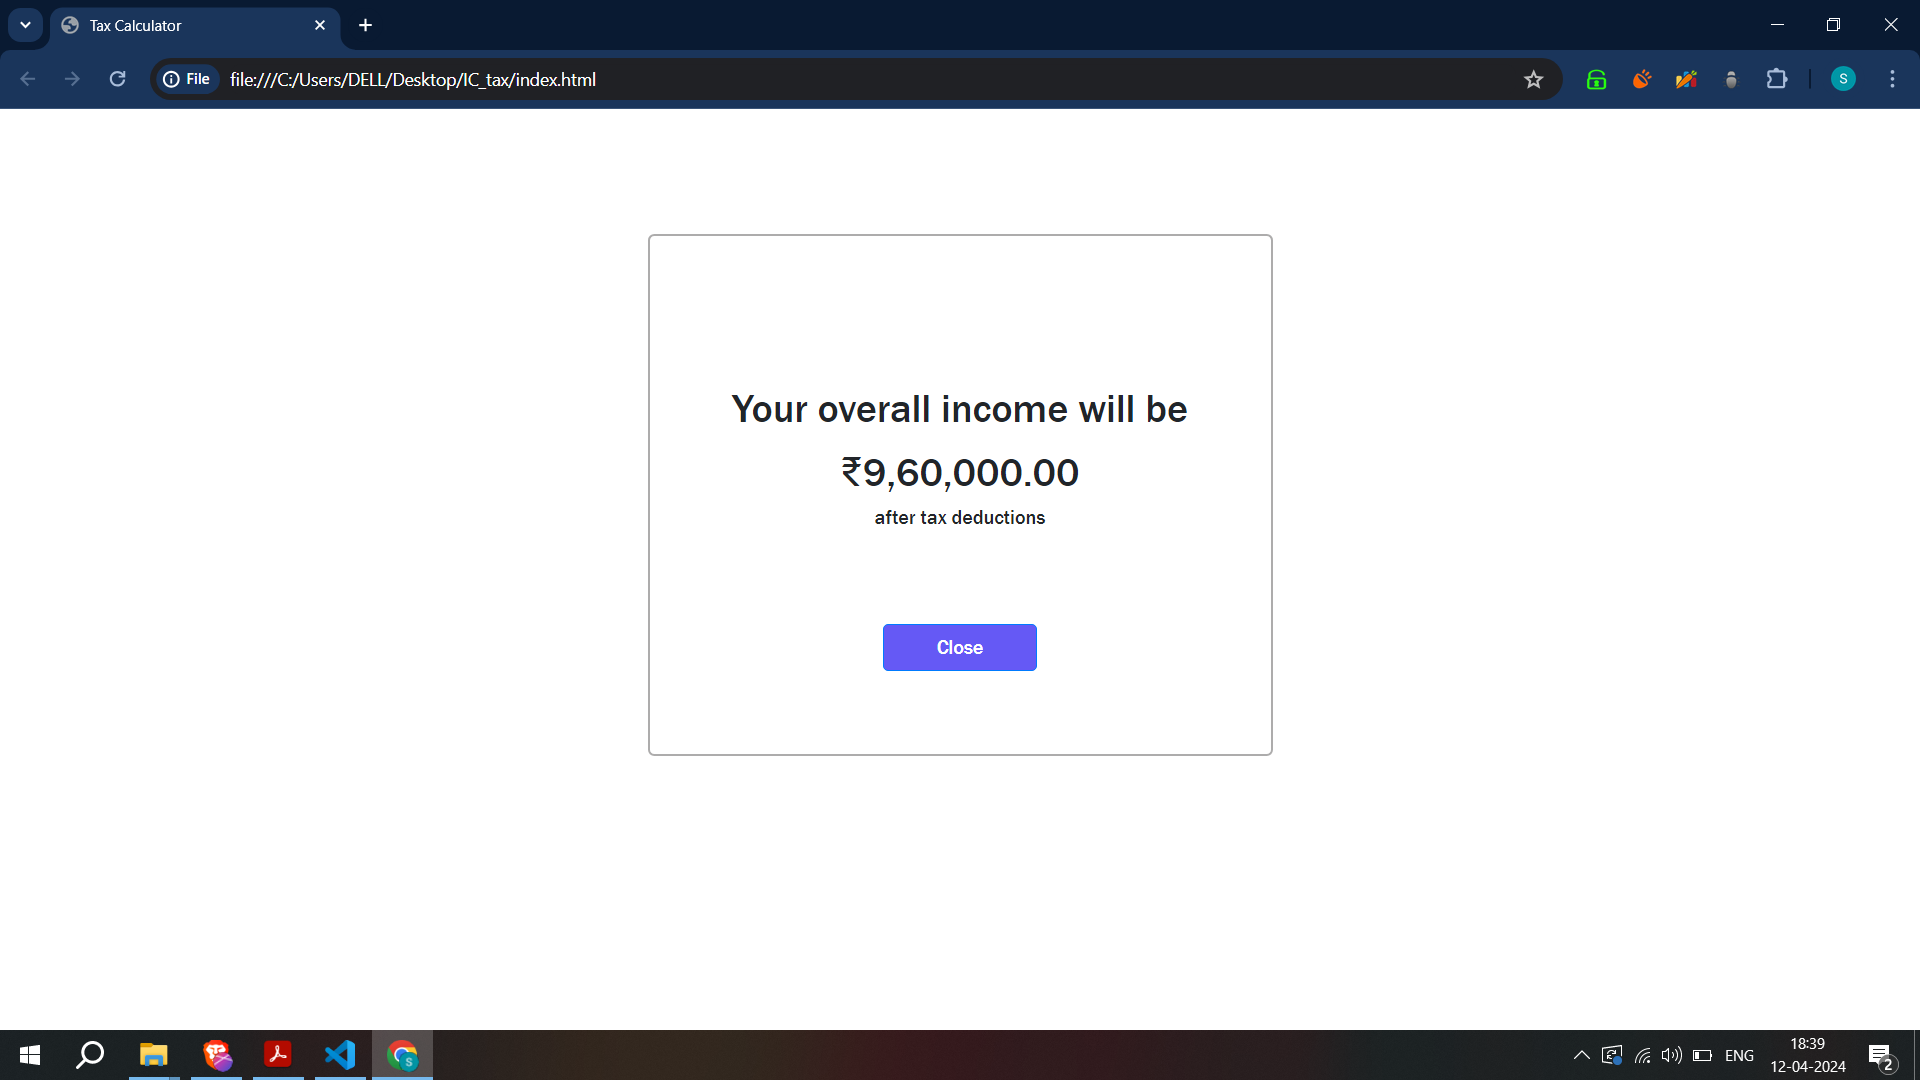 Tax Calculator
File
file:///C:/Users/DELL/Desktop/IC_tax/index.html
S
Your overall income will be
₹9,60,000.00
after tax deductions
Close
S
ENG
18:39
12-04-2024
2